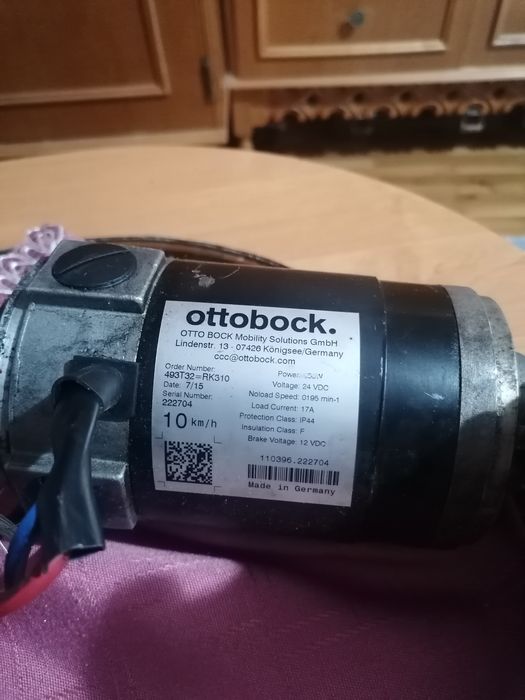 ottobock.
OTTO BOCK Mobility Solutions GmbH
Lindenstr. 13 · 07426 Königsee/Germany
ccc@ottobock.com
Order Number:
493T32=RK310
Date: 7/15
Serial Number:
222704
10 km/h
Power:
Voltage: 24 VDC
Noload Speed: 0195 min-1
Load Current: 17A
Protection Class: IP44
Insulation Class: F
Brake Voltage: 12 VDC
110396.222704
Made in Germany